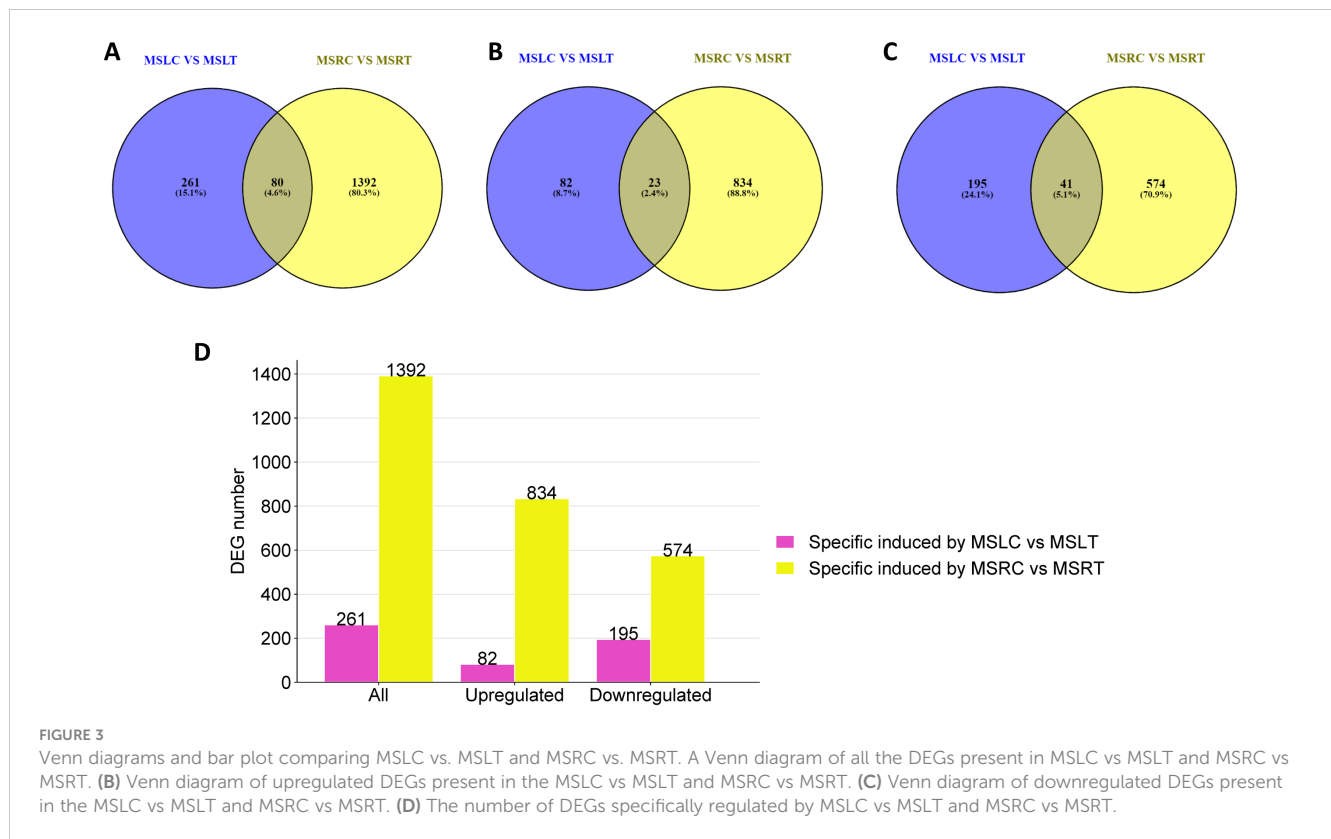 A
MSLC VS MSLT
MSRC VS MSRT
261
(15.1%)
80
(4.6%)
1392
(80.3%)
B
MSLC VS MSLT
MSRC VS MSRT
82
(8.7%)
23
(2.4%)
834
(88.8%)
C
MSLC VS MSLT
MSRC VS MSRT
195
(24.1%)
41
(5.1%)
574
(70.9%)
D
DEG number
1400
1200
1000
800
600
400
200
0
1392
261
834
82
574
195
All
Upregulated
Downregulated
Specific induced by MSLC vs MSLT
Specific induced by MSRC vs MSRT
FIGURE 3
Venn diagrams and bar plot comparing MSLC vs. MSLT and MSRC vs. MSRT. A Venn diagram of all the DEGs present in MSLC vs MSLT and MSRC vs
MSRT. (B) Venn diagram of upregulated DEGs present in the MSLC vs MSLT and MSRC vs MSRT. (C) Venn diagram of downregulated DEGs present
in the MSLC vs MSLT and MSRC vs MSRT. (D) The number of DEGs specifically regulated by MSLC vs MSLT and MSRC vs MSRT.